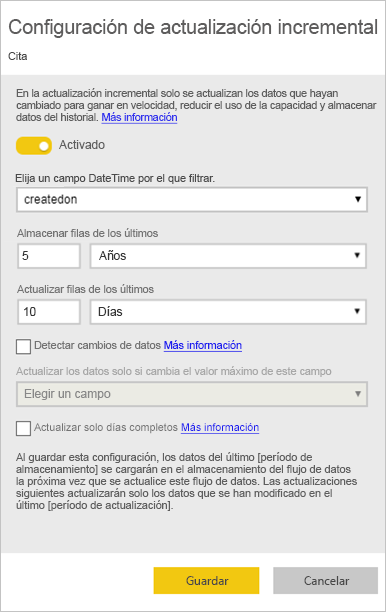 Configuración de actualización incremental
Cita
En la actualización incremental solo se actualizan los datos que hayan
cambiado para ganar en velocidad, reducir el uso de la capacidad y almacenar
datos del historial. Más información
Activado
Elija un campo DateTime por el que filtrar.
createdon
Almacenar filas de los últimos
5 Años
Actualizar filas de los últimos
10 Días
Detectar cambios de datos Más información
Actualizar los datos solo si cambia el valor máximo de este campo
Elegir un campo
Actualizar solo días completos Más información
Al guardar esta configuración, los datos del último [período de
almacenamiento] se cargarán en el almacenamiento del flujo de datos
la próxima vez que se actualice este flujo de datos. Las actualizaciones
siguientes actualizarán solo los datos que se han modificado en el
último [período de actualización].
Guardar Cancelar